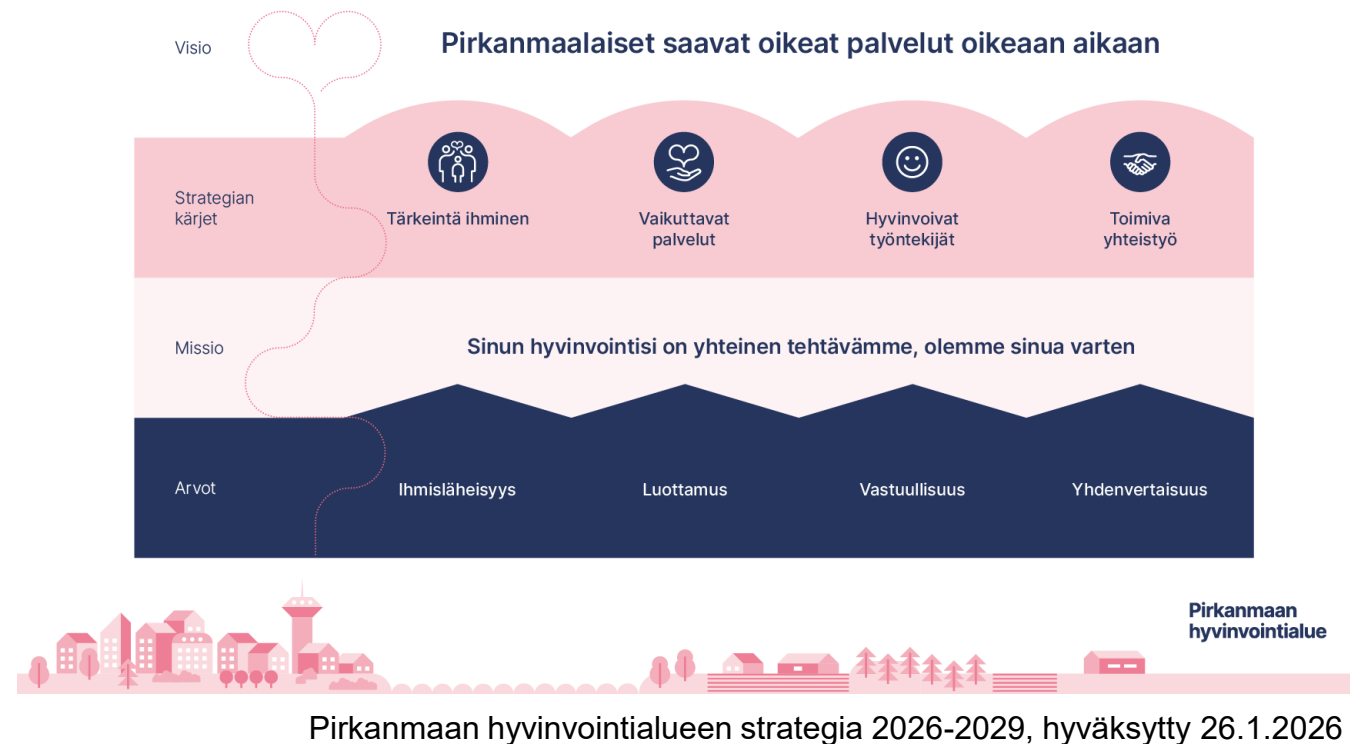 Visio
Pirkanmaalaiset saavat oikeat palvelut oikeaan aikaan
Strategian
kärjet
Tärkeintä ihminen
Vaikuttavat
palvelut
Hyvinvoivat
työntekijät
Toimiva
yhteistyö
Missio
Sinun hyvinvointisi on yhteinen tehtävämme, olemme sinua varten
Arvot
Ihmisläheisyys
Luottamus
Vastuullisuus
Yhdenvertaisuus
Pirkanmaan
hyvinvointialue
Pirkanmaan hyvinvointialueen strategia 2026-2029, hyväksytty 26.1.2026